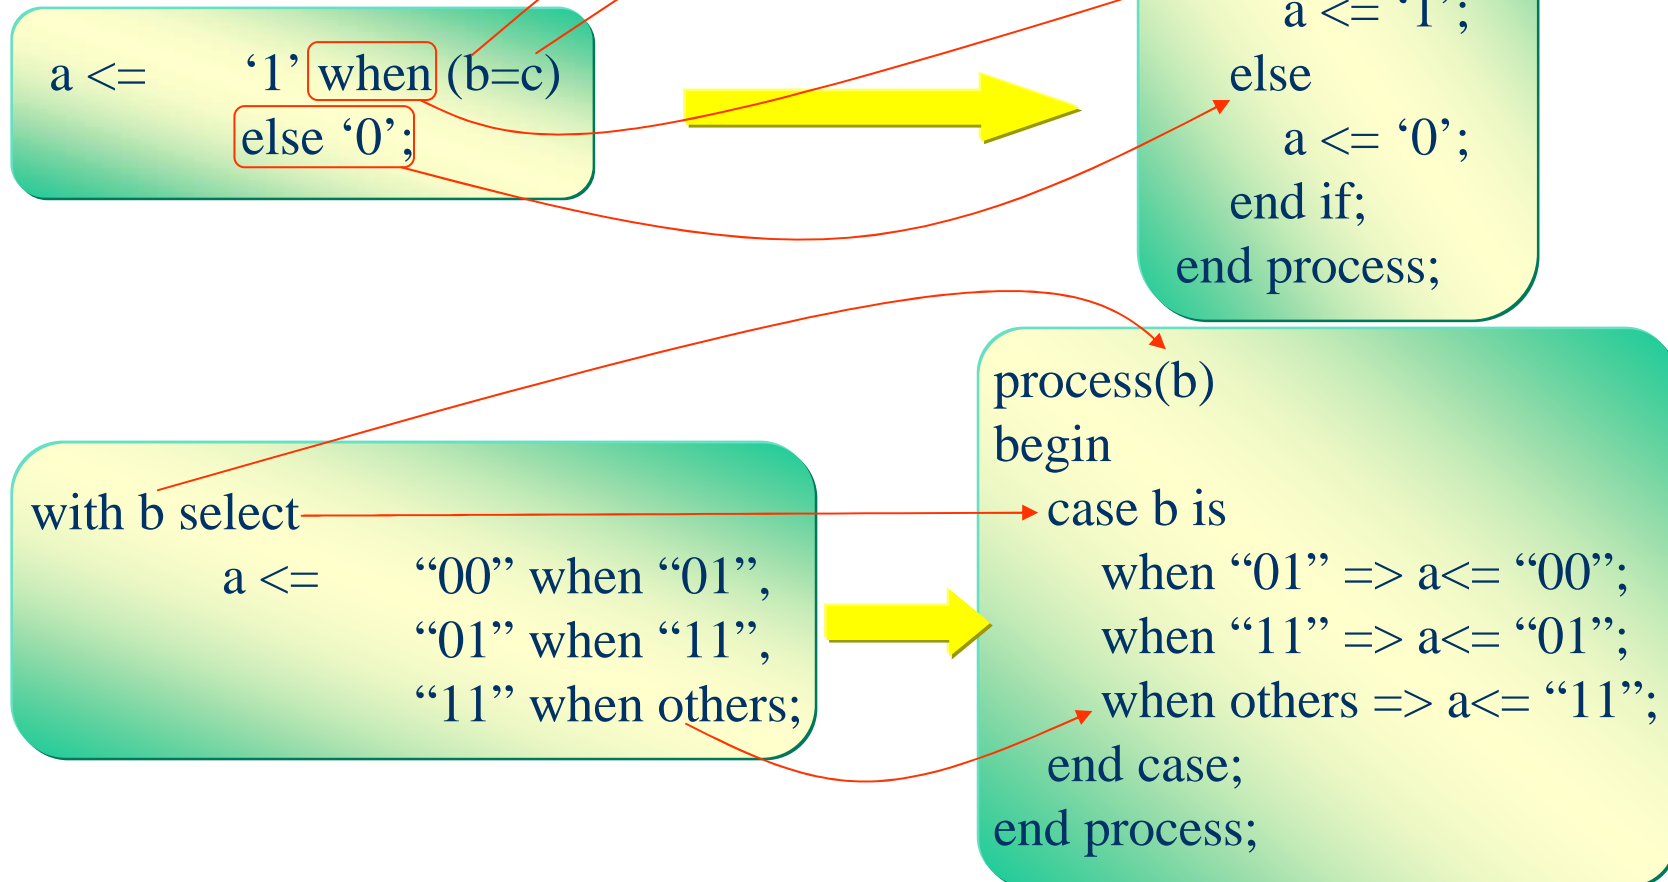 a <= ‘1’ when (b=c)
else ‘0’;
a <= ‘1’;
else
a <= ‘0’;
end if;
end process;
with b select
a <= “00” when “01”,
“01” when “11”,
“11” when others;
process(b)
begin
case b is
when “01” => a<= “00”;
when “11” => a<= “01”;
when others => a<= “11”;
end case;
end process;